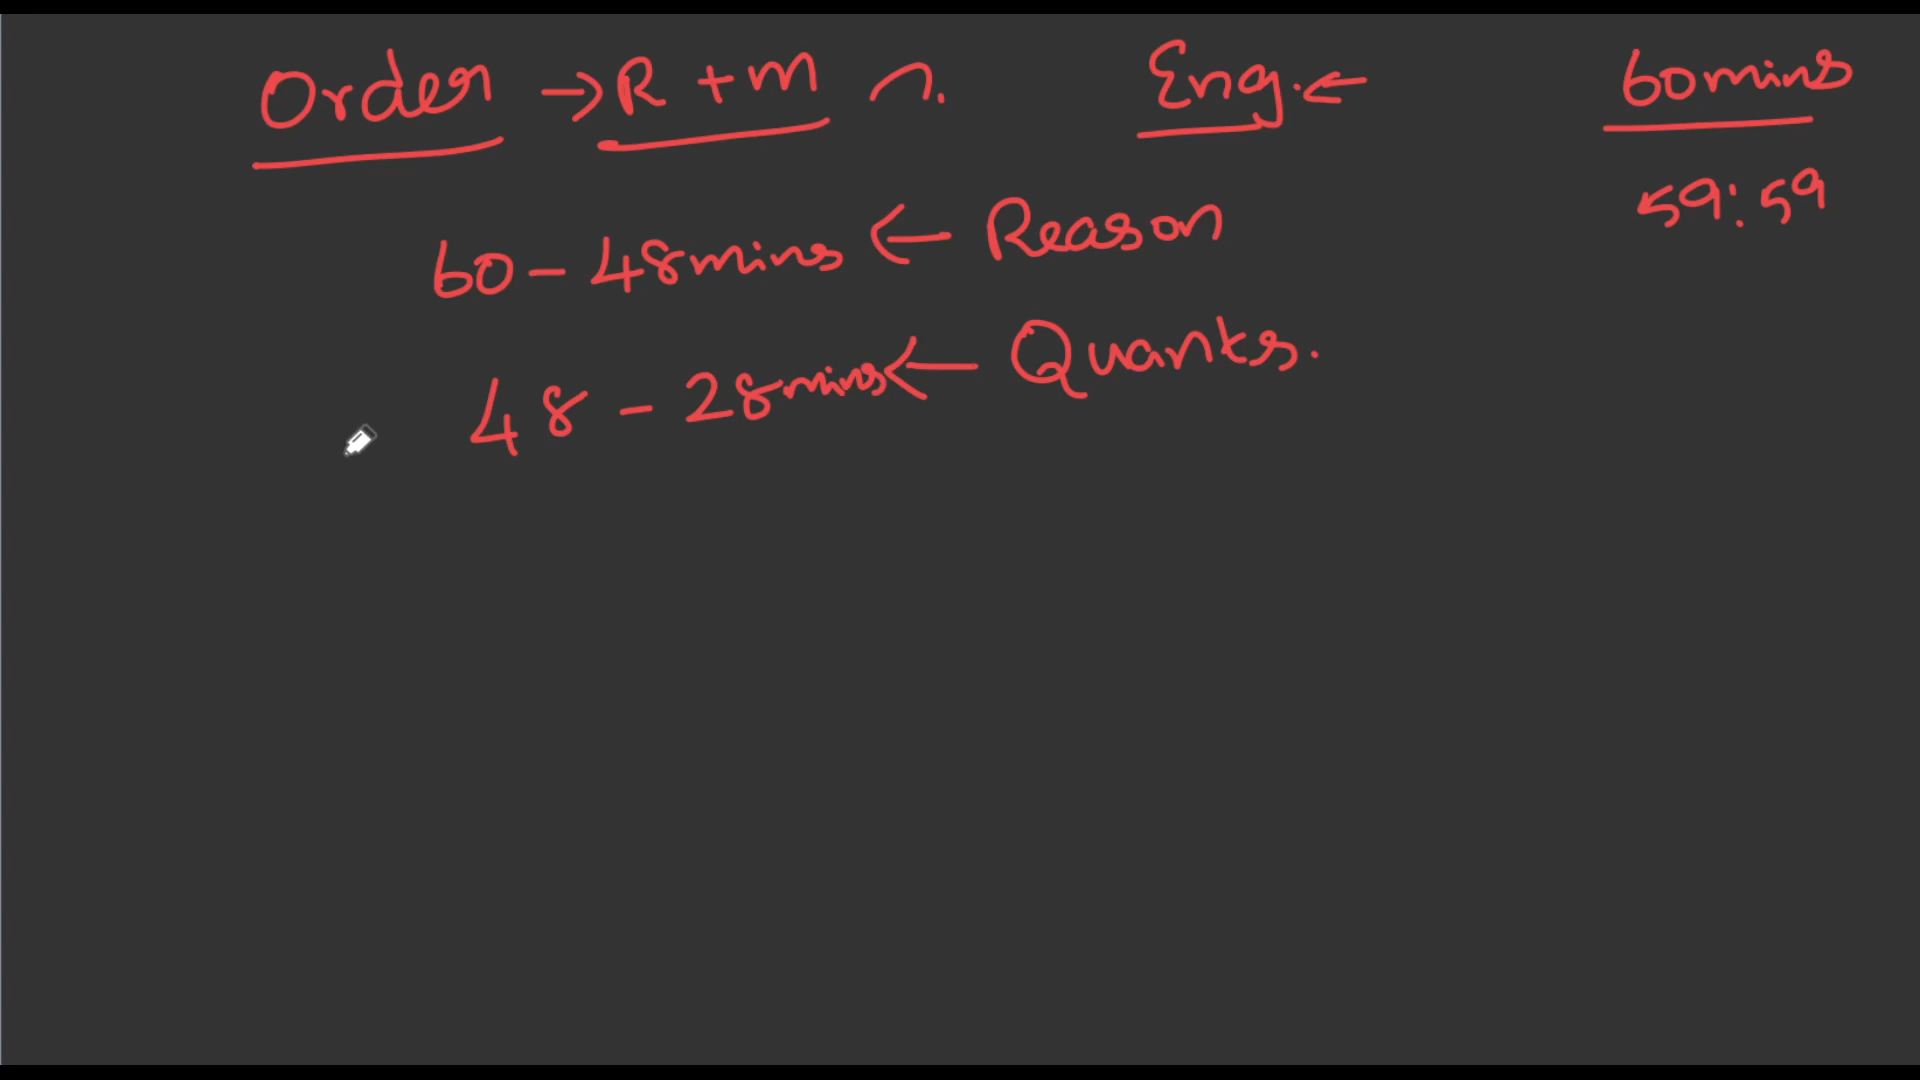 Order → R + m Eng. ← 60mins
59:59
60 - 48mins ← Reason
48 - 28mins ← Quants.